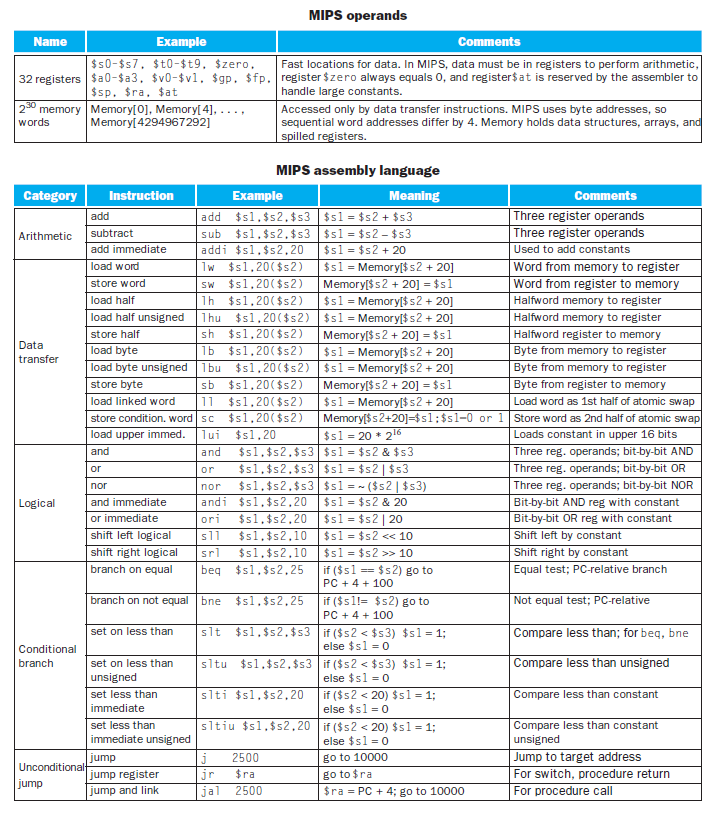 MIPS operands
Name Example Comments
32 registers $s0-$s7, $t0-$t9, $zero, $a0-$a3, $v0-$v1, $gp, $fp, $sp, $ra, $at Fast locations for data. In MIPS, data must be in registers to perform arithmetic, register $zero always equals 0, and register $at is reserved by the assembler to handle large constants.
2^30 memory words Memory[0], Memory[4], . . . , Memory[4294967292] Accessed only by data transfer instructions. MIPS uses byte addresses, so sequential word addresses differ by 4. Memory holds data structures, arrays, and spilled registers.
MIPS assembly language
Category Instruction Example Meaning Comments
Arithmetic
add add $s1,$s2,$s3 $s1 = $s2 + $s3 Three register operands
subtract sub $s1,$s2,$s3 $s1 = $s2 – $s3 Three register operands
add immediate addi $s1,$s2,20 $s1 = $s2 + 20 Used to add constants
Data transfer
load word lw $s1,20($s2) $s1 = Memory[$s2 + 20] Word from memory to register
store word sw $s1,20($s2) Memory[$s2 + 20] = $s1 Word from register to memory
load half lh $s1,20($s2) $s1 = Memory[$s2 + 20] Halfword memory to register
load half unsigned lhu $s1,20($s2) $s1 = Memory[$s2 + 20] Halfword memory to register
store half sh $s1,20($s2) Memory[$s2 + 20] = $s1 Halfword register to memory
load byte lb $s1,20($s2) $s1 = Memory[$s2 + 20] Byte from memory to register
load byte unsigned lbu $s1,20($s2) $s1 = Memory[$s2 + 20] Byte from memory to register
store byte sb $s1,20($s2) Memory[$s2 + 20] = $s1 Byte from register to memory
load linked word ll $s1,20($s2) $s1 = Memory[$s2 + 20] Load word as 1st half of atomic swap
store condition. word sc $s1,20($s2) Memory[$s2+20]=$s1;$s1=0 or 1 Store word as 2nd half of atomic swap
load upper immed. lui $s1,20 $s1 = 20 * 2^16 Loads constant in upper 16 bits
Logical
and and $s1,$s2,$s3 $s1 = $s2 & $s3 Three reg. operands; bit-by-bit AND
or or $s1,$s2,$s3 $s1 = $s2 | $s3 Three reg. operands; bit-by-bit OR
nor nor $s1,$s2,$s3 $s1 = ~ ($s2 | $s3) Three reg. operands; bit-by-bit NOR
and immediate andi $s1,$s2,20 $s1 = $s2 & 20 Bit-by-bit AND reg with constant
or immediate ori $s1,$s2,20 $s1 = $s2 | 20 Bit-by-bit OR reg with constant
shift left logical sll $s1,$s2,10 $s1 = $s2 << 10 Shift left by constant
shift right logical srl $s1,$s2,10 $s1 = $s2 >> 10 Shift right by constant
Conditional branch
branch on equal beq $s1,$s2,25 if ($s1 == $s2) go to PC + 4 + 100 Equal test; PC-relative branch
branch on not equal bne $s1,$s2,25 if ($s1!= $s2) go to PC + 4 + 100 Not equal test; PC-relative
set on less than slt $s1,$s2,$s3 if ($s2 < $s3) $s1 = 1; else $s1 = 0 Compare less than; for beq, bne
set on less than unsigned sltu $s1,$s2,$s3 if ($s2 < $s3) $s1 = 1; else $s1 = 0 Compare less than unsigned
set less than immediate slti $s1,$s2,20 if ($s2 < 20) $s1 = 1; else $s1 = 0 Compare less than constant
set less than immediate unsigned sltiu $s1,$s2,20 if ($s2 < 20) $s1 = 1; else $s1 = 0 Compare less than constant unsigned
Unconditional jump
jump j 2500 go to 10000 Jump to target address
jump register jr $ra go to $ra For switch, procedure return
jump and link jal 2500 $ra = PC + 4; go to 10000 For procedure call